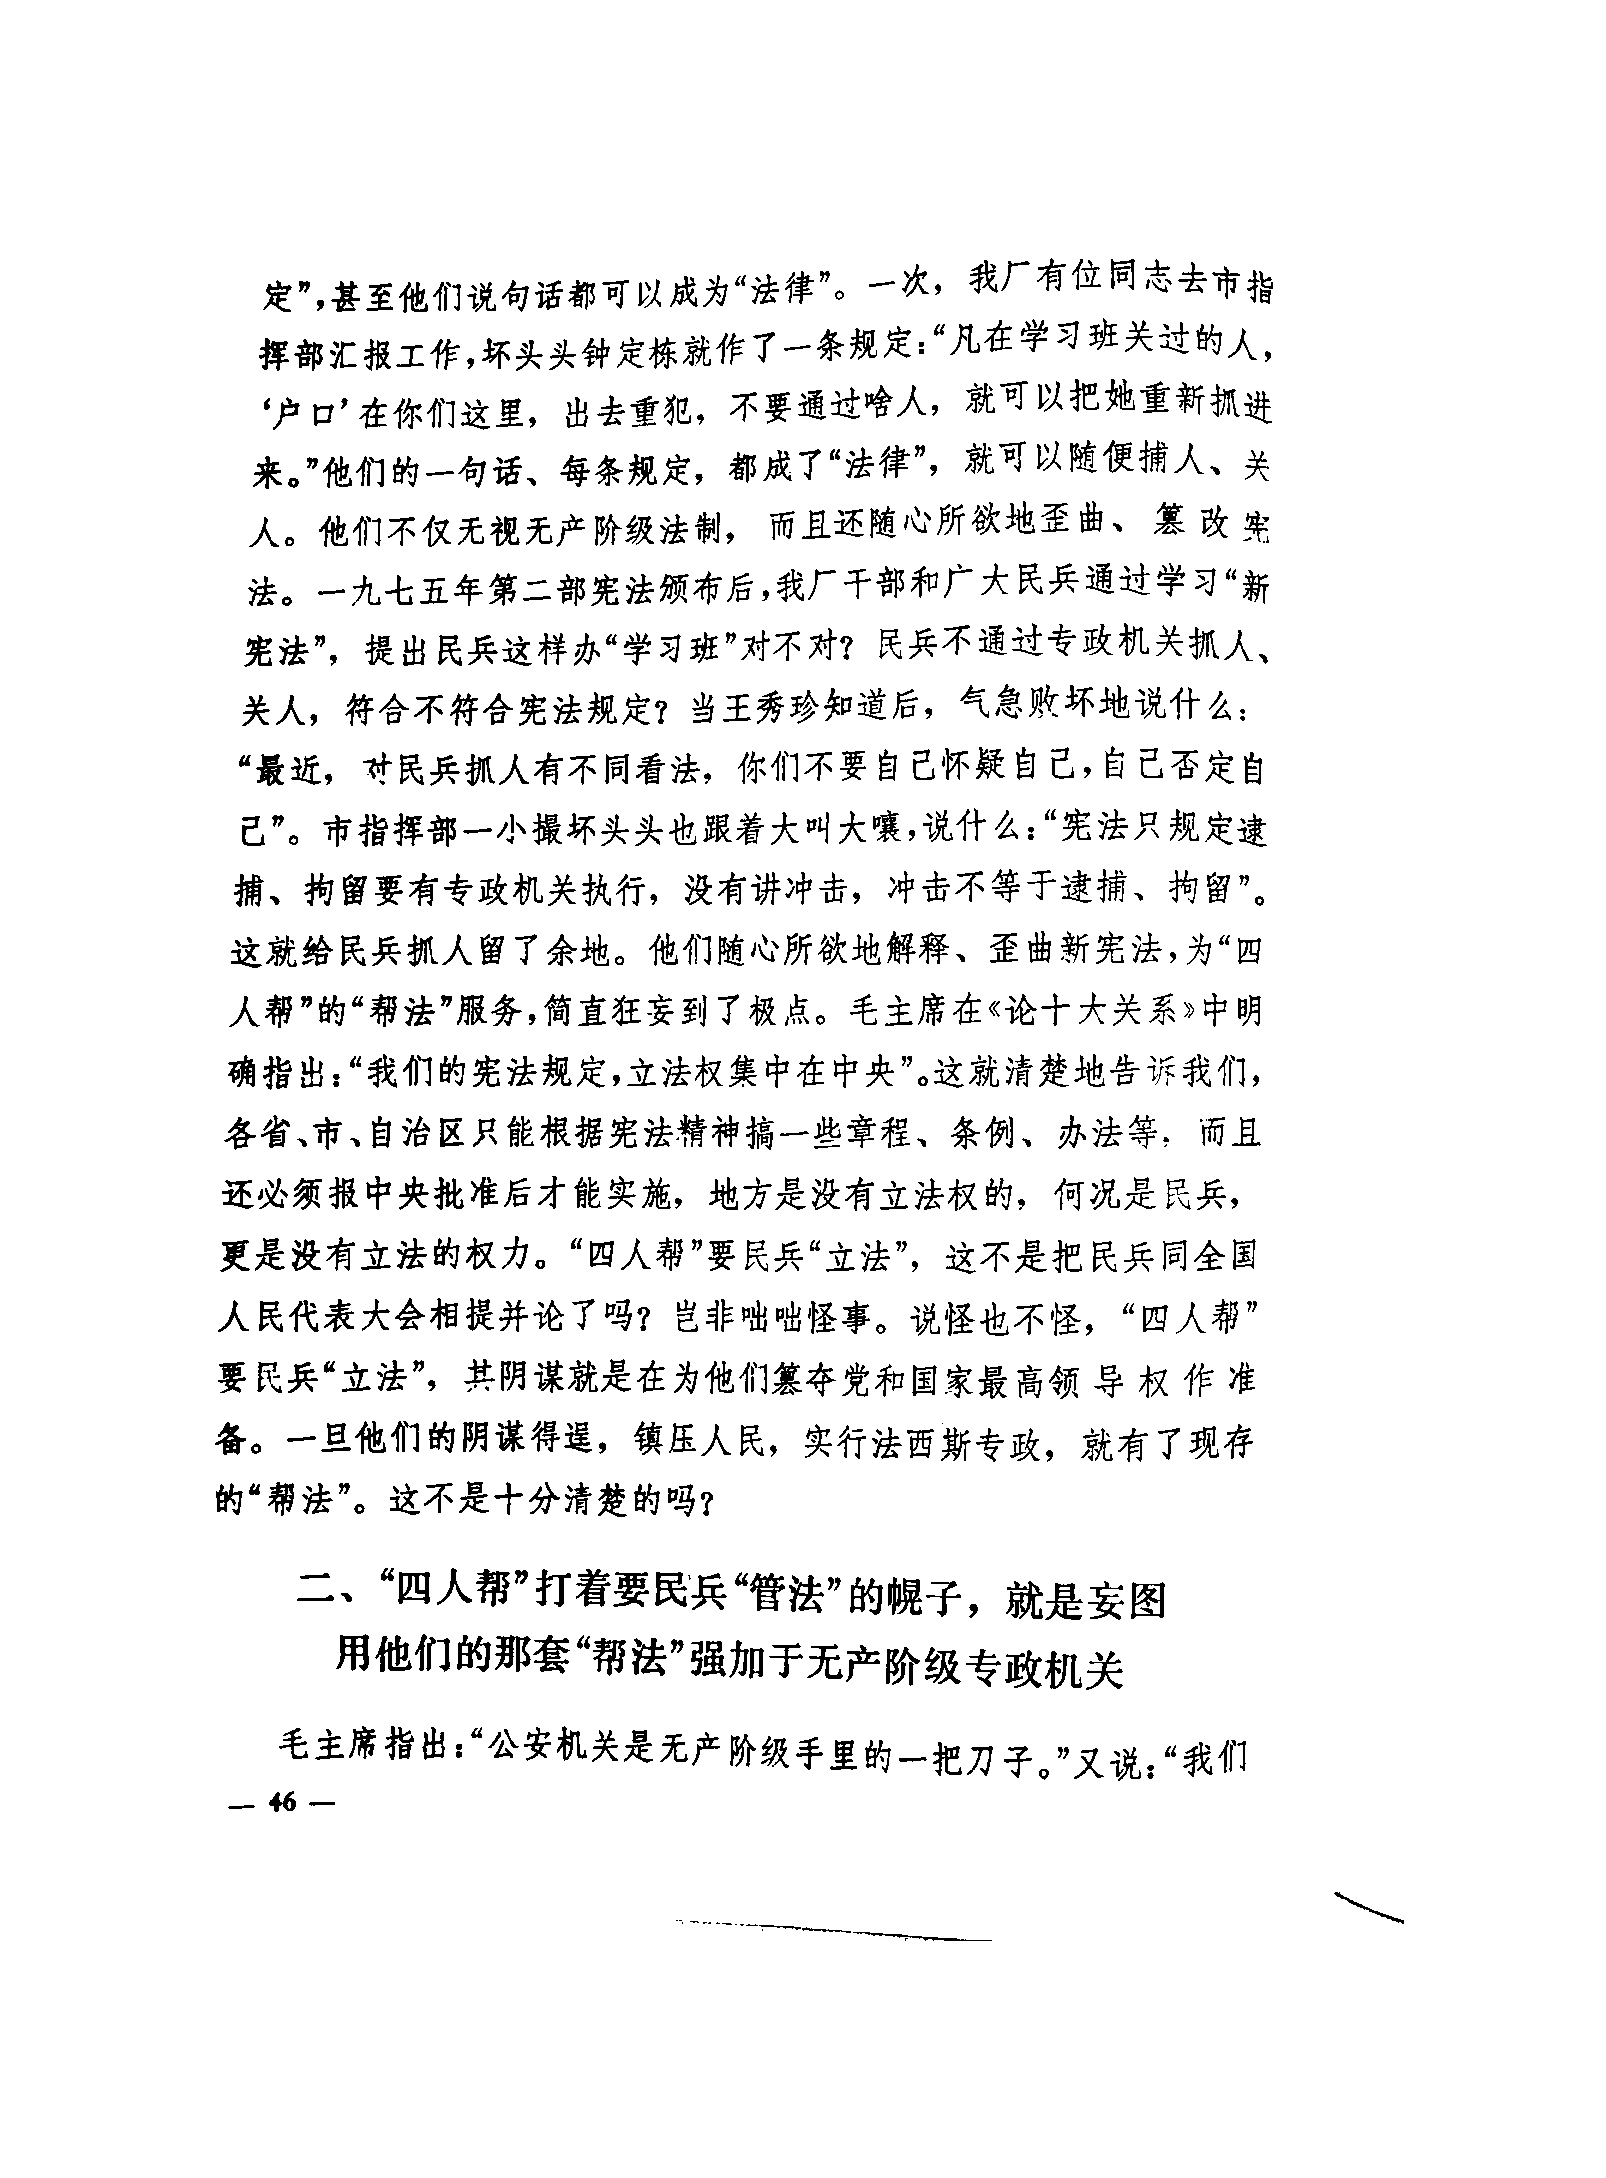 定”，甚至他们说句话都可以成为“法律”。一次，我厂有位同志去市指
挥部汇报工作，坏头头钟定栋就作了一条规定：“凡在学习班关过的人，
‘户口’在你们这里，出去重犯，不要通过啥人，就可以把她重新抓进
来。”他们的一句话、每条规定，都成了“法律”，就可以随便捕人、关
人。他们不仅无视无产阶级法制，而且还随心所欲地歪曲、篡改宪
法。一九七五年第二部宪法颁布后，我厂干部和广大民兵通过学习“新
宪法”，提出民兵这样办“学习班”对不对？民兵不通过专政机关抓人、
关人，符合不符合宪法规定？当王秀珍知道后，气急败坏地说什么：
“最近，对民兵抓人有不同看法，你们不要自己怀疑自己，自己否定自
己”。市指挥部一小撮坏头头也跟着大叫大嚷，说什么：“宪法只规定逮
捕、拘留要有专政机关执行，没有讲冲击，冲击不等于逮捕、拘留”。
这就给民兵抓人留了余地。他们随心所欲地解释、歪曲新宪法，为“四
人帮”的“帮法”服务，简直狂妄到了极点。毛主席在《论十大关系》中明
确指出：“我们的宪法规定，立法权集中在中央”。这就清楚地告诉我们，
各省、市、自治区只能根据宪法精神搞一些章程、条例、办法等，而且
还必须报中央批准后才能实施，地方是没有立法权的，何况是民兵，
更是没有立法的权力。“四人帮”要民兵“立法”，这不是把民兵同全国
人民代表大会相提并论了吗？岂非咄咄怪事。说怪也不怪，“四人帮”
要民兵“立法”，其阴谋就是在为他们篡夺党和国家最高领导权作准
备。一旦他们的阴谋得逞，镇压人民，实行法西斯专政，就有了现存
的“帮法”。这不是十分清楚的吗？
二、“四人帮”打着要民兵“管法”的幌子，就是妄图
用他们的那套“帮法”强加于无产阶级专政机关
毛主席指出：“公安机关是无产阶级手里的一把刀子。”又说：“我们
— 46 —